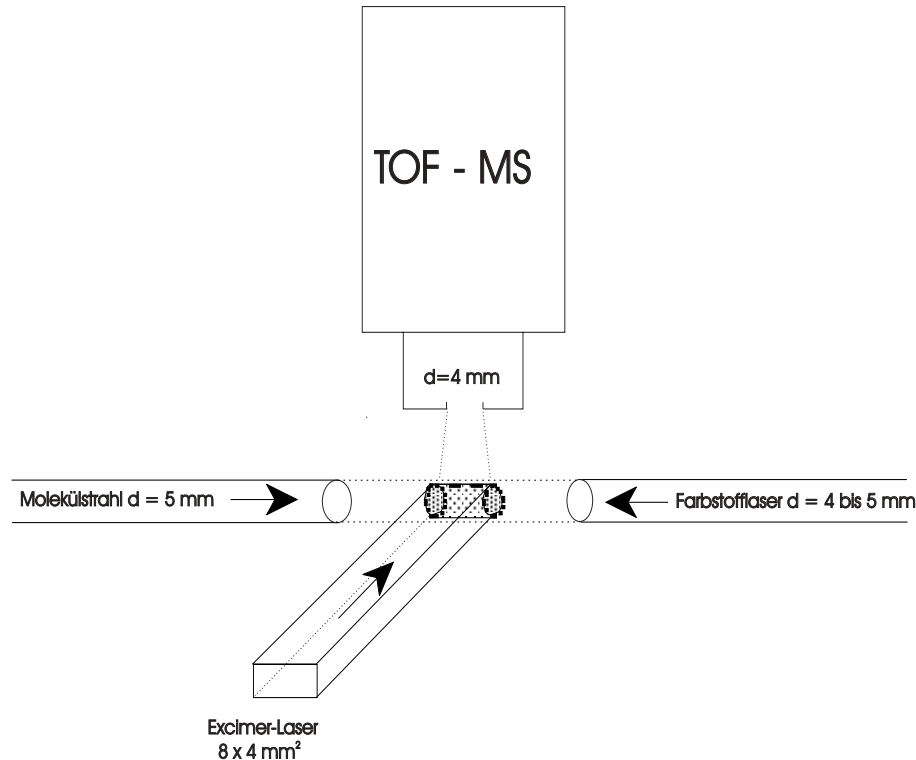 TOF - MS
d=4 mm
Molekülstrahl d = 5 mm
Farbstofflaser d = 4 bis 5 mm
Excimer-Laser
8 x 4 mm²